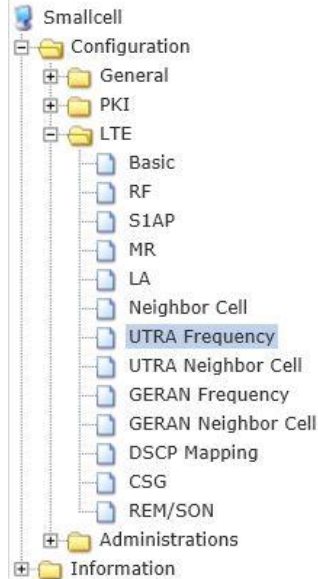 Smallcell
Configuration
General
PKI
LTE
Basic
RF
S1AP
MR
LA
Neighbor Cell
UTRA Frequency
UTRA Neighbor Cell
GERAN Frequency
GERAN Neighbor Cell
DSCP Mapping
CSG
REM/SON
Administrations
Information